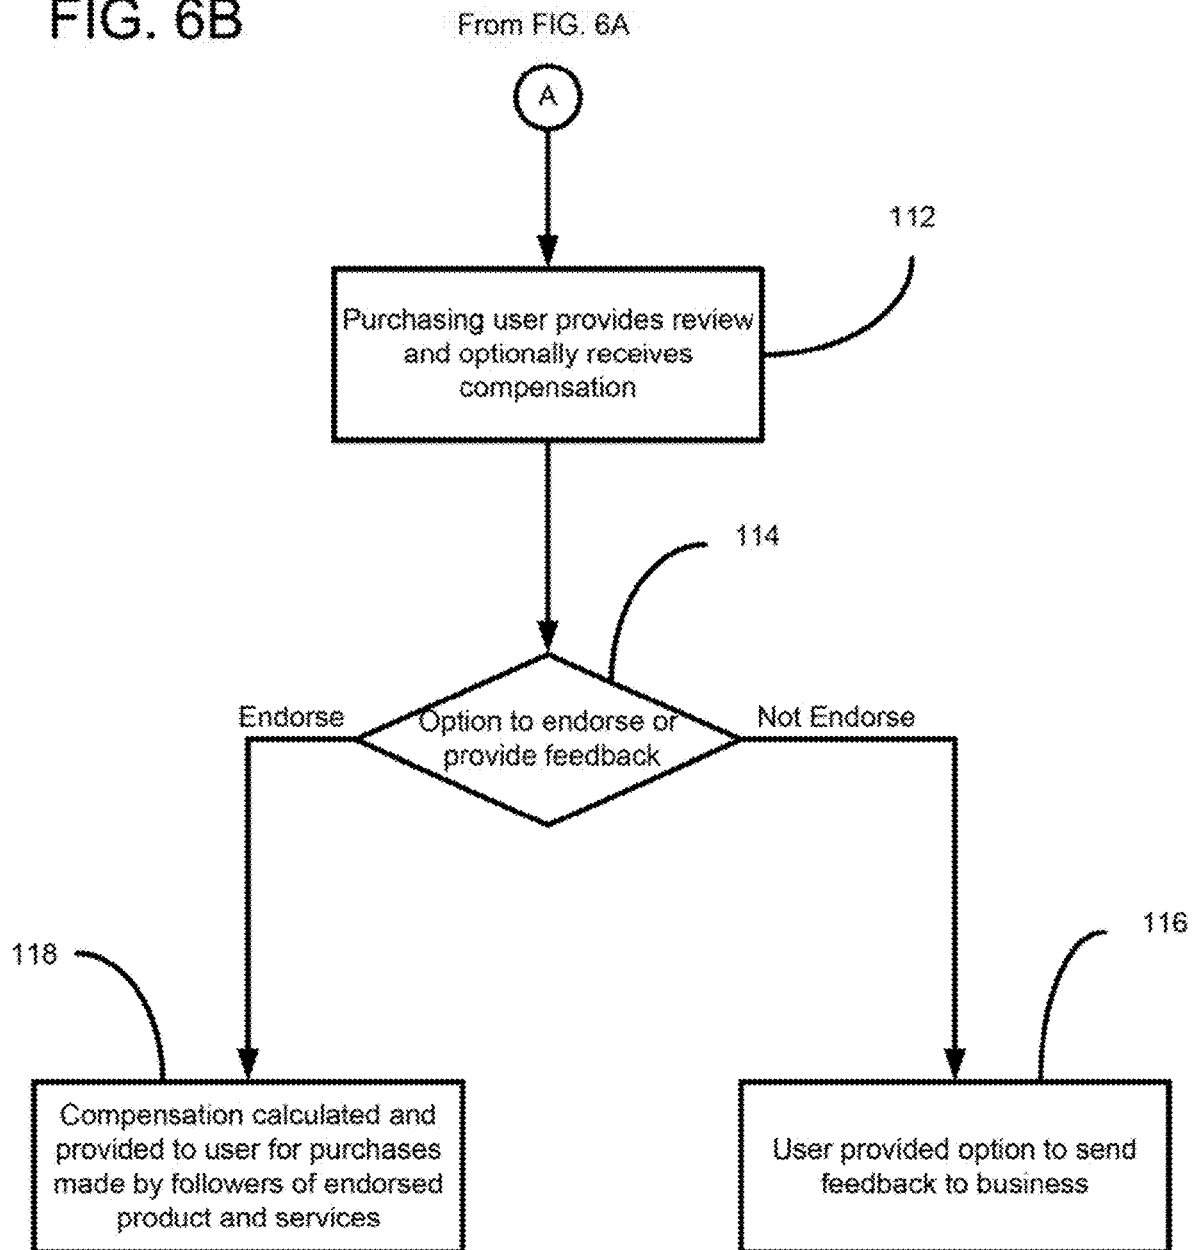 FIG. 6B
From FIG. 6A
A
112
Purchasing user provides review
and optionally receives
compensation
114
Endorse
Option to endorse or
provide feedback
Not Endorse
118
116
Compensation calculated and
provided to user for purchases
made by followers of endorsed
product and services
User provided option to send
feedback to business